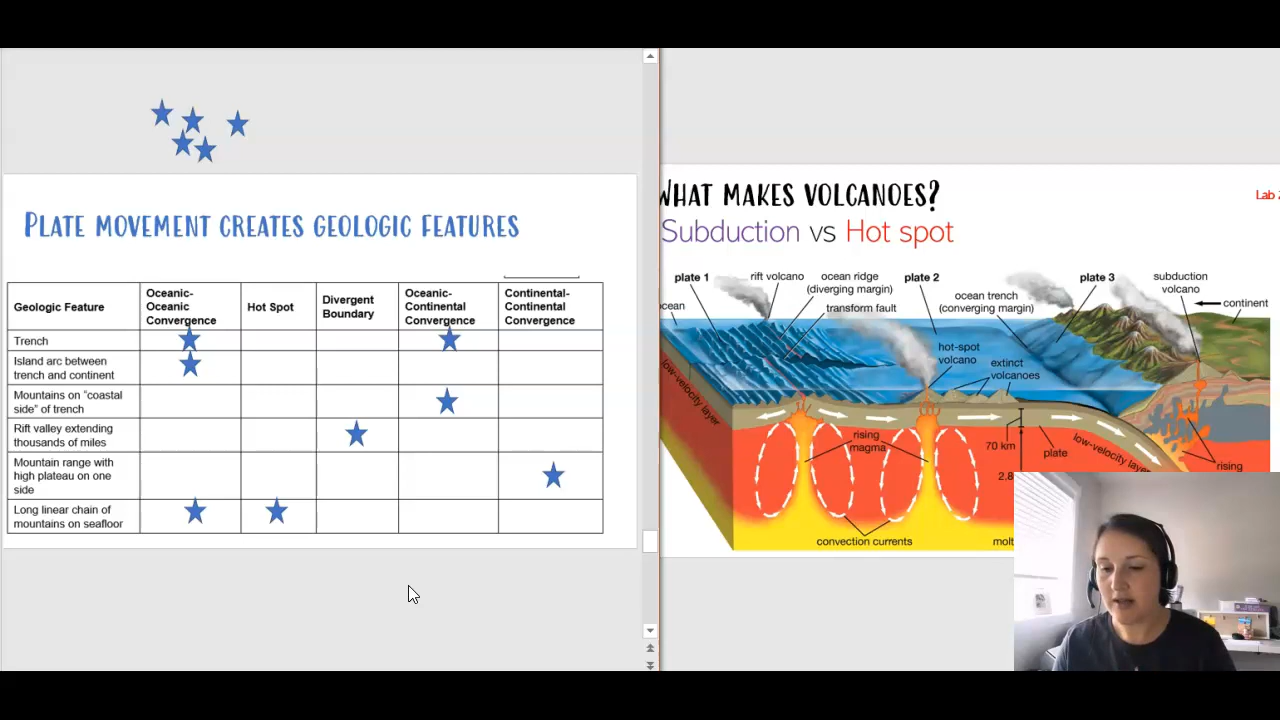 PLATE MOVEMENT CREATES GEOLOGIC FEATURES
Geologic Feature
Oceanic-
Oceanic
Convergence
Hot Spot
Divergent
Boundary
Oceanic-
Continental
Convergence
Continental-
Continental
Convergence
Trench
Island arc between
trench and continent
Mountains on "coastal
side" of trench
Rift valley extending
thousands of miles
Mountain range with
high plateau on one
side
Long linear chain of
mountains on seafloor
WHAT MAKES VOLCANOES?
Lab 2
Subduction vs Hot spot
plate 1
rift volcano
ocean ridge
(diverging margin)
plate 2
plate 3
subduction
volcano
ocean
transform fault
ocean trench
(converging margin)
continent
hot-spot
volcano
extinct
volcanoes
low-velocity layer
rising
magma
70 km
plate
low-velocity layer
rising
2.8
convection currents
molt